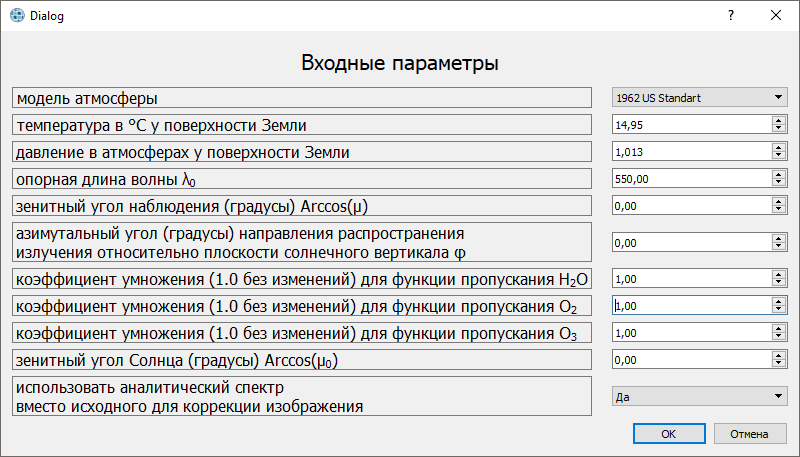 Dialog
Входные параметры
модель атмосферы
1962 US Standart
температура в °C у поверхности Земли
14,95
давление в атмосферах у поверхности Земли
1,013
опорная длина волны λ₀
550,00
зенитный угол наблюдения (градусы) Arccos(μ)
0,00
азимутальный угол (градусы) направления распространения
излучения относительно плоскости солнечного вертикала φ
0,00
коэффициент умножения (1.0 без изменений) для функции пропускания H₂O
1,00
коэффициент умножения (1.0 без изменений) для функции пропускания O₂
1,00
коэффициент умножения (1.0 без изменений) для функции пропускания O₃
1,00
зенитный угол Солнца (градусы) Arccos(μ₀)
0,00
использовать аналитический спектр
вместо исходного для коррекции изображения
Да
OK
Отмена